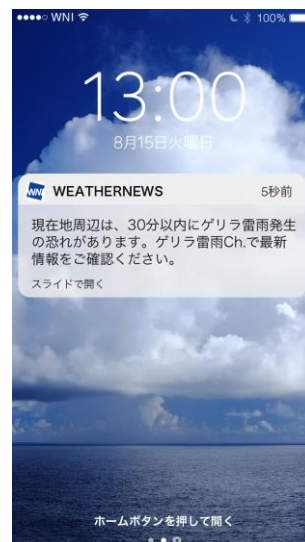 WNI 100%
13:00
8月15日火曜日
WNI WEATHERNEWS 5秒前
現在地周辺は、30分以内にゲリラ雷雨発生
の恐れがあります。ゲリラ雷雨Ch.で最新
情報をご確認ください。
スライドで開く
ホームボタンを押して開く